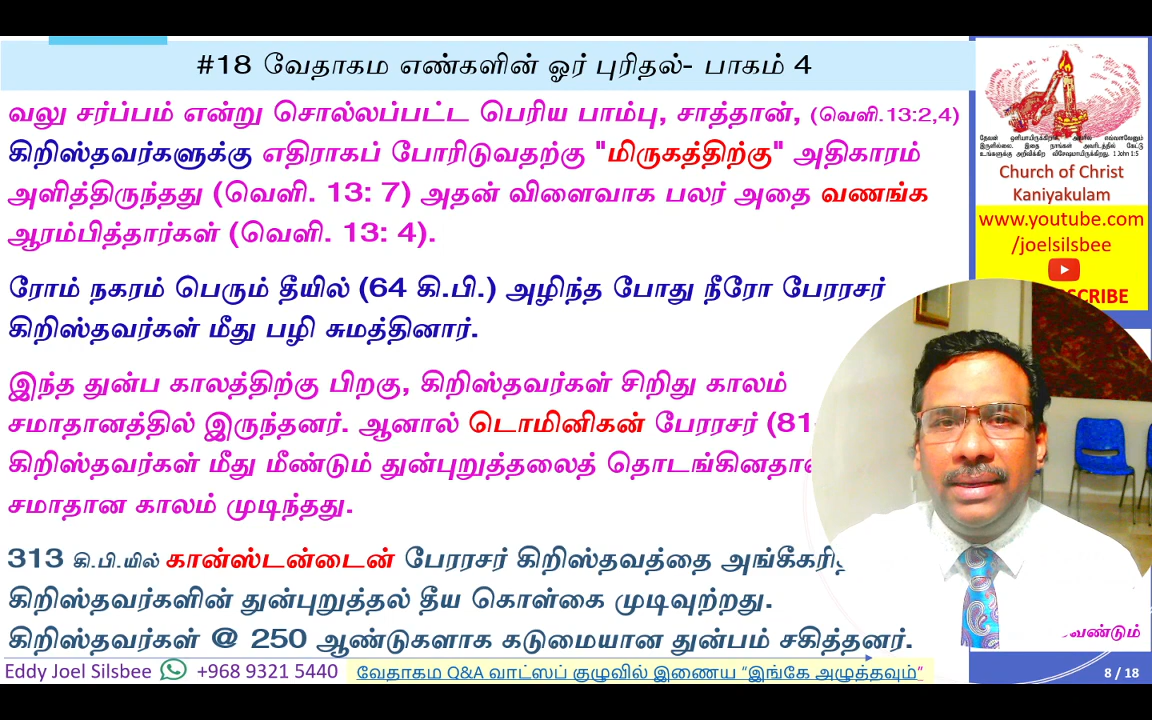 #18 வேதாகம எண்களின் ஓர் புரிதல்- பாகம் 4
வலு சர்ப்பம் என்று சொல்லப்பட்ட பெரிய பாம்பு, சாத்தான், (வெளி.13:2,4)
கிறிஸ்தவர்களுக்கு எதிராகப் போரிடுவதற்கு "மிருகத்திற்கு" அதிகாரம்
அளித்திருந்தது (வெளி. 13: 7) அதன் விளைவாக பலர் அதை வணங்க
ஆரம்பித்தார்கள் (வெளி. 13: 4).
ரோம் நகரம் பெரும் தீயில் (64 கி.பி.) அழிந்த போது நீரோ பேரரசர்
கிறிஸ்தவர்கள் மீது பழி சுமத்தினார்.
இந்த துன்ப காலத்திற்கு பிறகு, கிறிஸ்தவர்கள் சிறிது காலம்
சமாதானத்தில் இருந்தனர். ஆனால் டொமினிகன் பேரரசர் (81
கிறிஸ்தவர்கள் மீது மீண்டும் துன்புறுத்தலைத்
சமாதான காலம் முடிந்தது.
313 கி.பி.யில் கான்ஸ்டன்டைன் பேரரசர் கிறிஸ்தவத்தை
கிறிஸ்தவர்களின் துன்புறுத்தல் தீய கொள்கை முடிவுற்றது.
கிறிஸ்தவர்கள் @ 250 ஆண்டுகளாக கடுமையான துன்பம் சகித்தனர்.
Eddy Joel Silsbee +968 9321 5440 வேதாகம Q&A வாட்ஸப் குழுவில் இணைய “இங்கே அழுத்தவும்”
1 John 1:5
Church of Christ
Kaniyakulam
www.youtube.com
/joelsilsbee
8 / 18